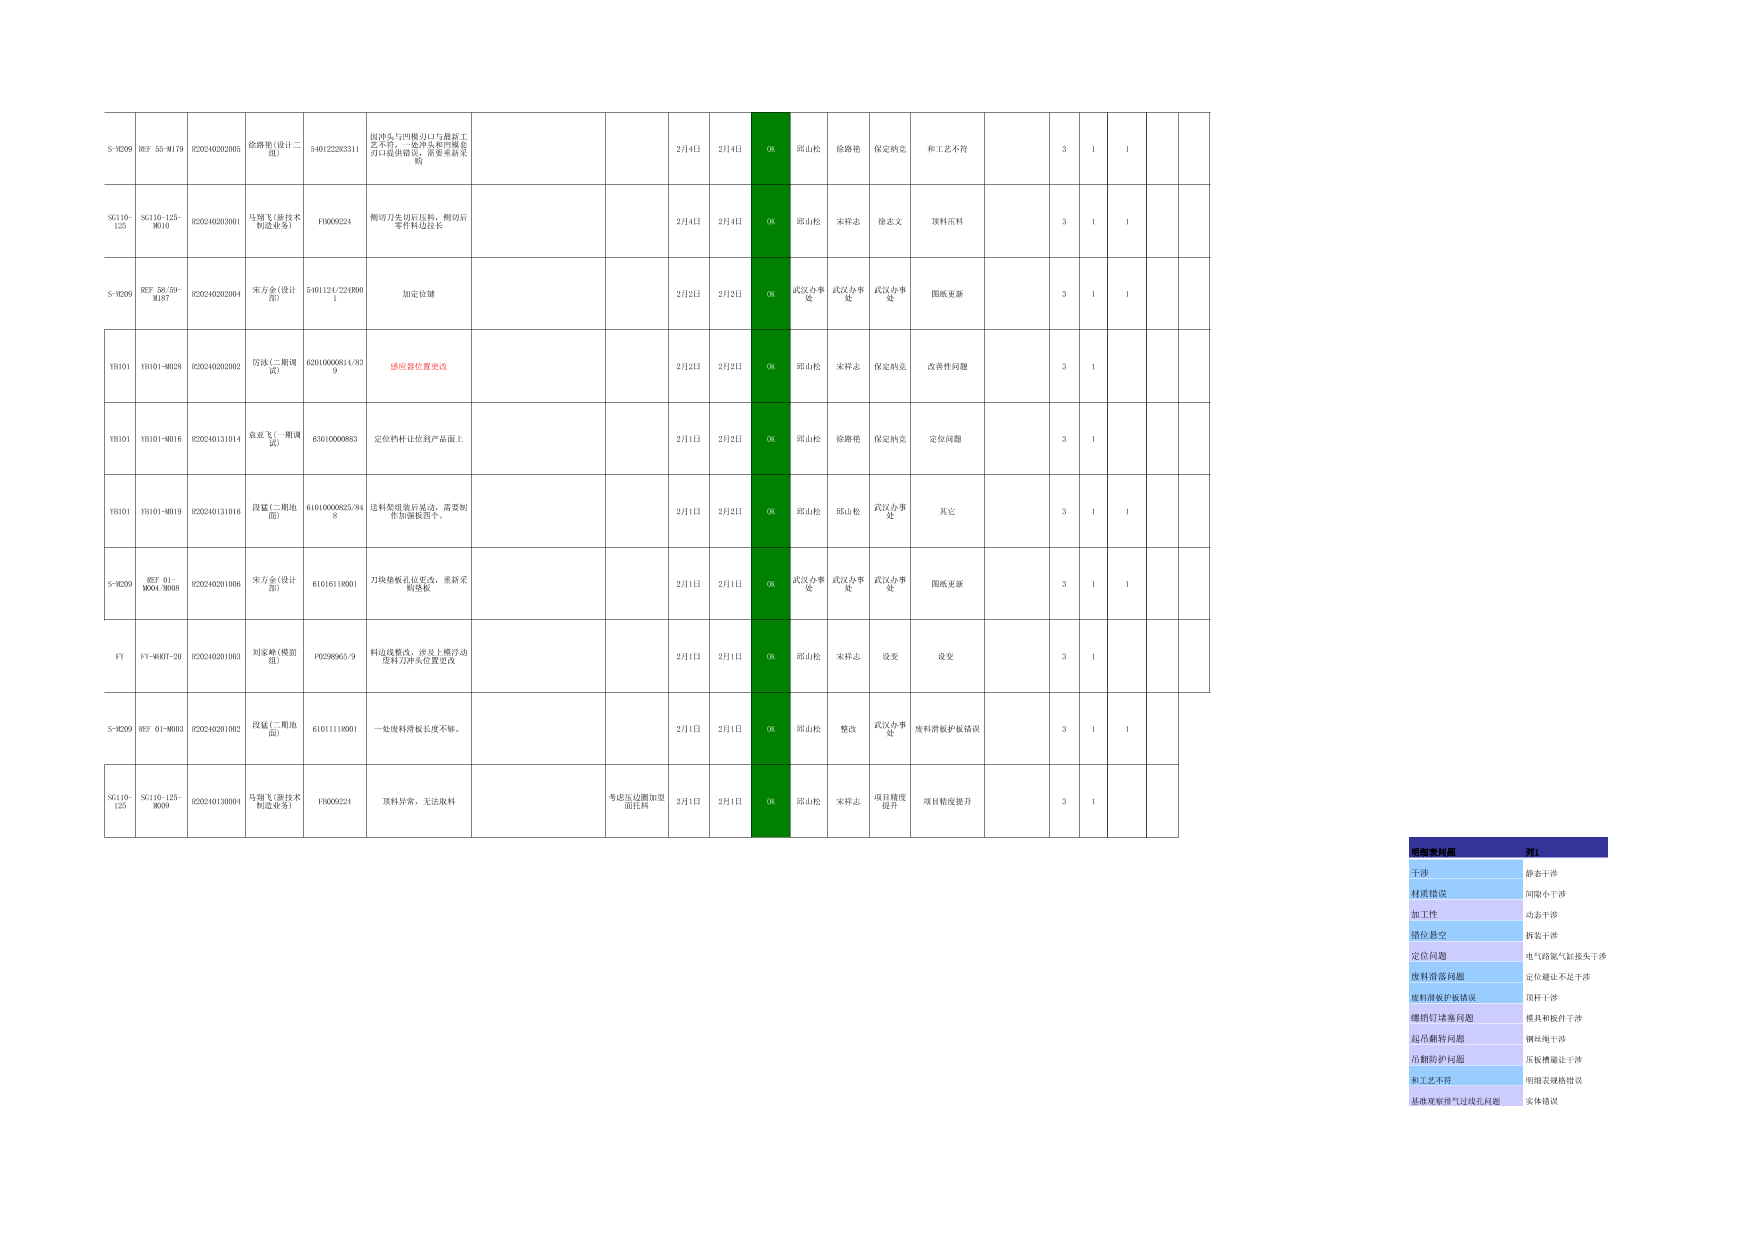 S-M209 REF 55-M179 R20240202005 徐路艳(设计二组) 5401222R3311 因冲头与凹模刃口与最新工艺不符，一处冲头和凹模套刃口提供错误，需要重新采购 2月4日 2月4日 OK 邱山松 徐路艳 保定纳竞 和工艺不符 3 1 1
SG110-125 SG110-125-M010 R20240203001 马翔飞(新技术制造业务) FB009224 侧切刀先切后压料，侧切后零件料边拉长 2月4日 2月4日 OK 邱山松 宋祥志 徐志文 顶料压料 3 1 1
S-M209 REF 58/59-M187 R20240202004 宋方金(设计部) 5401124/224R001 加定位键 2月2日 2月2日 OK 武汉办事处 武汉办事处 武汉办事处 图纸更新 3 1 1
YB101 YB101-M028 R20240202002 厉泳(二期调试) 62010000814/839 感应器位置更改 2月2日 2月2日 OK 邱山松 宋祥志 保定纳竞 改善性问题 3 1
YB101 YB101-M016 R20240131014 袁亚飞(一期调试) 63010000883 定位档杆让位到产品面上 2月1日 2月2日 OK 邱山松 徐路艳 保定纳竞 定位问题 3 1
YB101 YB101-M019 R20240131016 段猛(二期地面) 61010000825/848 送料架组装后晃动，需要制作加强板四个。 2月1日 2月2日 OK 邱山松 邱山松 武汉办事处 其它 3 1 1
S-M209 REF 01-M004/M008 R20240201006 宋方金(设计部) 6101611R001 刀块垫板孔位更改，重新采购垫板 2月1日 2月1日 OK 武汉办事处 武汉办事处 武汉办事处 图纸更新 3 1 1
FY FY-WHOT-20 R20240201003 刘家峰(模面组) P0298965/9 料边线整改，涉及上模浮动废料刀冲头位置更改 2月1日 2月1日 OK 邱山松 宋祥志 设变 设变 3 1
S-M209 REF 01-M003 R20240201002 段猛(二期地面) 6101111R001 一处废料滑板长度不够。 2月1日 2月1日 OK 邱山松 整改 武汉办事处 废料滑板护板错误 3 1 1
SG110-125 SG110-125-M009 R20240130004 马翔飞(新技术制造业务) FB009224 顶料异常，无法取料 考虑压边圈加型面托料 2月1日 2月1日 OK 邱山松 宋祥志 项目精度提升 项目精度提升 3 1
明细表问题 列1
干涉 静态干涉
材质错误 间隙小干涉
加工性 动态干涉
错位悬空 拆装干涉
定位问题 电气路氮气缸接头干涉
废料滑落问题 定位避让不足干涉
废料滑板护板错误 顶杆干涉
螺销钉堵塞问题 模具和板件干涉
起吊翻转问题 钢丝绳干涉
吊翻防护问题 压板槽避让干涉
和工艺不符 明细表规格错误
基准观察排气过线孔问题 实体错误